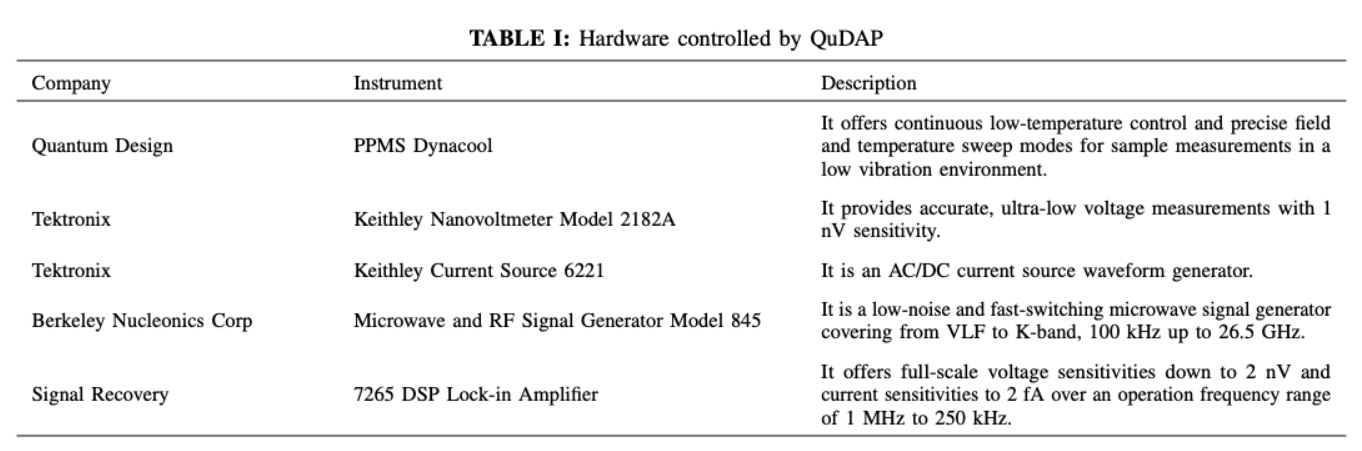 TABLE I: Hardware controlled by QuDAP
Company Instrument Description
Quantum Design PPMS Dynacool It offers continuous low-temperature control and precise field
and temperature sweep modes for sample measurements in a
low vibration environment.
Tektronix Keithley Nanovoltmeter Model 2182A It provides accurate, ultra-low voltage measurements with 1
nV sensitivity.
Tektronix Keithley Current Source 6221 It is an AC/DC current source waveform generator.
Berkeley Nucleonics Corp Microwave and RF Signal Generator Model 845 It is a low-noise and fast-switching microwave signal generator
covering from VLF to K-band, 100 kHz up to 26.5 GHz.
Signal Recovery 7265 DSP Lock-in Amplifier It offers full-scale voltage sensitivities down to 2 nV and
current sensitivities to 2 fA over an operation frequency range
of 1 MHz to 250 kHz.